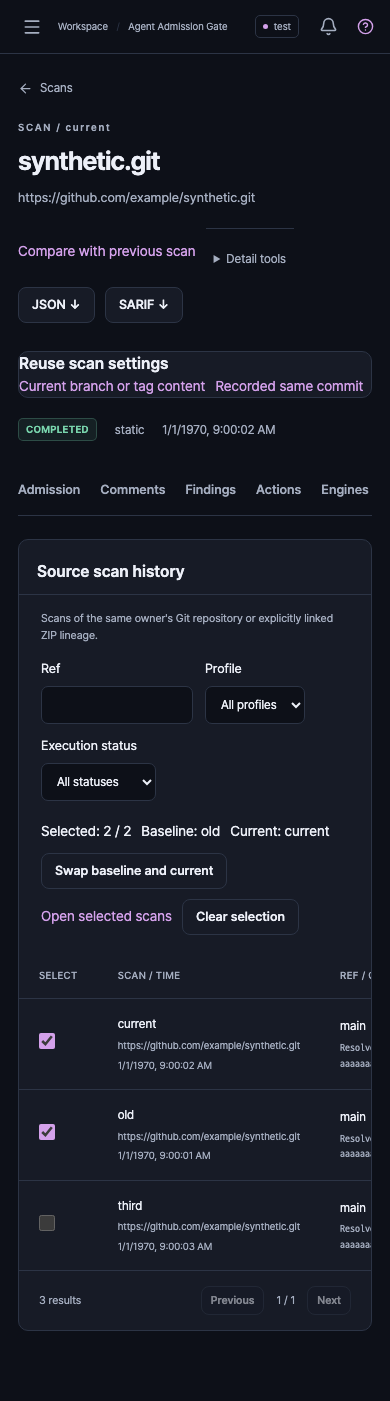 Workspace / Agent Admission Gate
test
Scans
SCAN / current
synthetic.git
https://github.com/example/synthetic.git
Compare with previous scan
Detail tools
JSON ↓
SARIF ↓
Reuse scan settings
Current branch or tag content Recorded same commit
COMPLETED static 1/1/1970, 9:00:02 AM
Admission Comments Findings Actions Engines
Source scan history
Scans of the same owner's Git repository or explicitly linked
ZIP lineage.
Ref Profile
All profiles
Execution status
All statuses
Selected: 2 / 2 Baseline: old Current: current
Swap baseline and current
Open selected scans Clear selection
SELECT SCAN / TIME REF /
current main
https://github.com/example/synthetic.git
1/1/1970, 9:00:02 AM
old main
https://github.com/example/synthetic.git
1/1/1970, 9:00:01 AM
third main
https://github.com/example/synthetic.git
1/1/1970, 9:00:03 AM
3 results Previous 1 / 1 Next